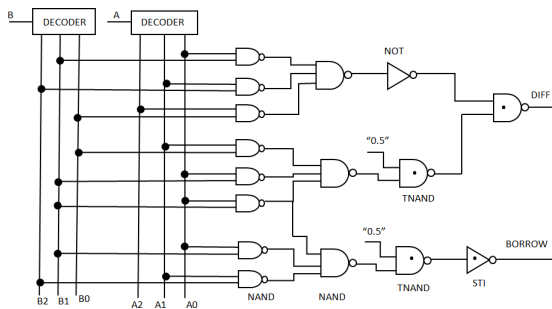 B
DECODER
A
DECODER
NOT
DIFF
"0.5"
TNAND
"0.5"
BORROW
TNAND
STI
NAND
NAND
B2 B1 B0
A2 A1 A0